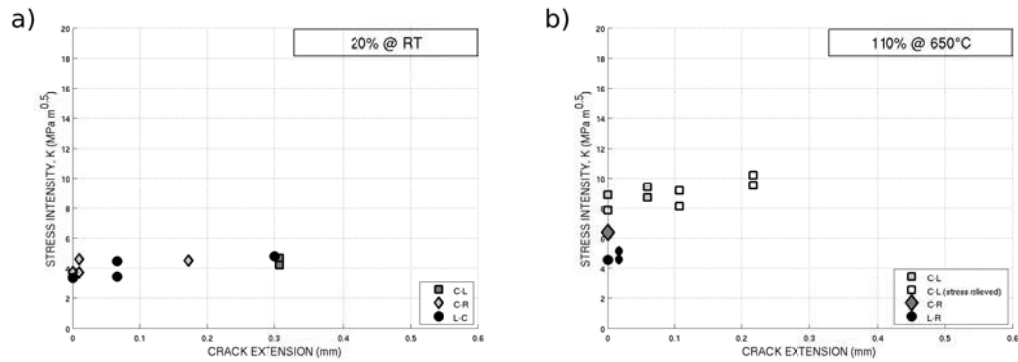 a)
20% @ RT
STRESS INTENSITY, K (MPa m^0.5)
20
18
16
14
12
10
8
6
4
2
0
0
0.1
0.2
0.3
0.4
0.5
0.6
CRACK EXTENSION (mm)
C-L
C-R
L-C
b)
110% @ 650°C
STRESS INTENSITY, K (MPa m^0.5)
20
18
16
14
12
10
8
6
4
2
0
0
0.1
0.2
0.3
0.4
0.5
0.6
CRACK EXTENSION (mm)
C-L
C-L (stress relieved)
C-R
L-R